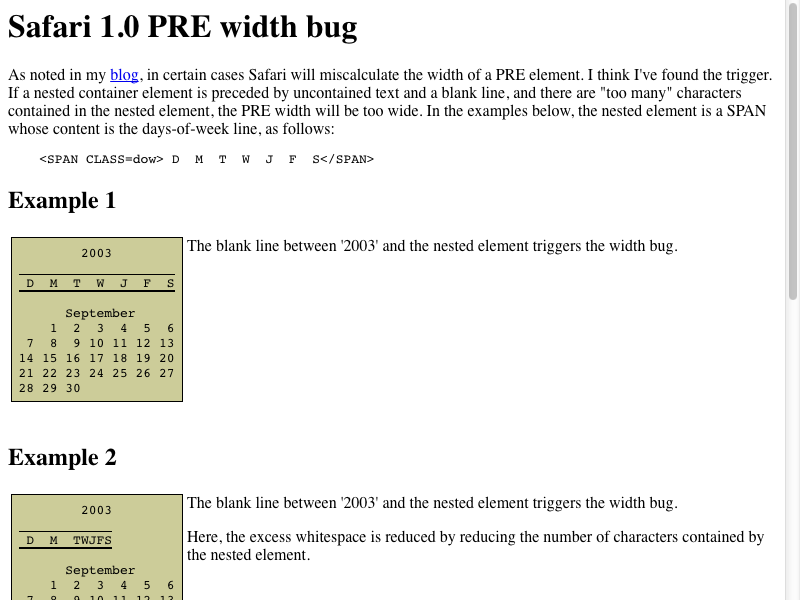 Safari 1.0 PRE width bug
As noted in my blog, in certain cases Safari will miscalculate the width of a PRE element. I think I've found the trigger.
If a nested container element is preceded by uncontained text and a blank line, and there are "too many" characters
contained in the nested element, the PRE width will be too wide. In the examples below, the nested element is a SPAN
whose content is the days-of-week line, as follows:
<SPAN CLASS=dow> D  M  T  W  J  F  S</SPAN>
Example 1
2003
D  M  T  W  J  F  S
September
1  2  3  4  5  6
7  8  9 10 11 12 13
14 15 16 17 18 19 20
21 22 23 24 25 26 27
28 29 30
The blank line between '2003' and the nested element triggers the width bug.
Example 2
2003
D  M  TWJFS
September
1  2  3  4  5  6
7  8  9 10 11 12 13
The blank line between '2003' and the nested element triggers the width bug.
Here, the excess whitespace is reduced by reducing the number of characters contained by
the nested element.